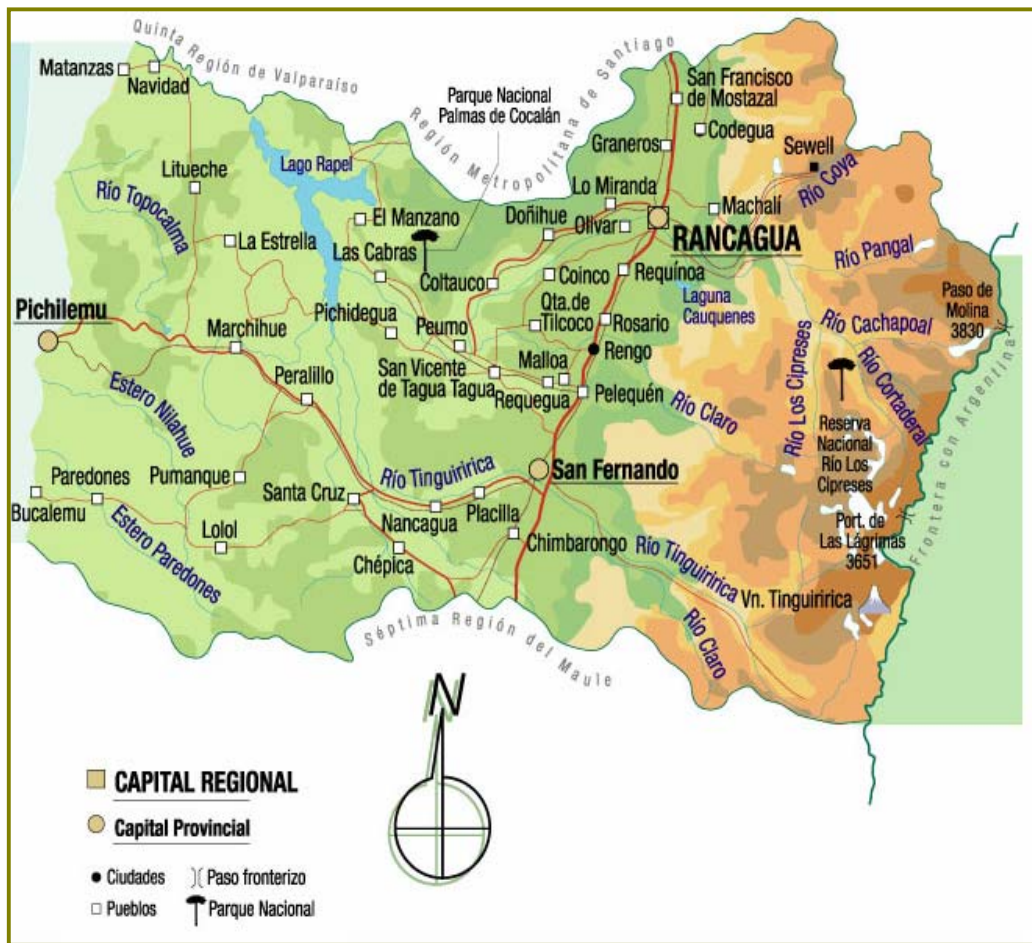 Quinta Región de Valparaíso
Región Metropolitana de Santiago
Matanzas
Navidad
Parque Nacional
Palmas de Cocalán
San Francisco
de Mostazal
Codegua
Graneros
Sewell
Lago Rapel
Litueche
Río Topocalma
Lo Miranda
Río Coya
El Manzano
Doñihue
Olivar
Machalí
RANCAGUA
La Estrella
Las Cabras
Río Pangal
Coltauco
Coinco
Requínoa
Laguna
Cauquenes
Paso de
Molina
3830
Pichilemu
Pichidegua
Peumo
Qta.de
Tilcoco
Rosario
Río Cachapoal
Marchihue
Rengo
San Vicente
de Tagua Tagua
Malloa
Río Los Cipreses
Río Cortaderal
Peralillo
Requegua
Pelequén
Estero Nilahue
Río Claro
Reserva
Nacional
Río Los
Cipreses
Frontera con Argentina
Paredones
Pumanque
Río Tinguiririca
San Fernando
Bucalemu
Santa Cruz
Nancagua
Placilla
Estero Paredones
Lolol
Chimbarongo
Port. de
Las Lágrimas
3651
Chépica
Río Tinguiririca
Vn. Tinguiririca
Río Claro
Séptima Región del Maule
N
CAPITAL REGIONAL
Capital Provincial
Ciudades
Paso fronterizo
Pueblos
Parque Nacional